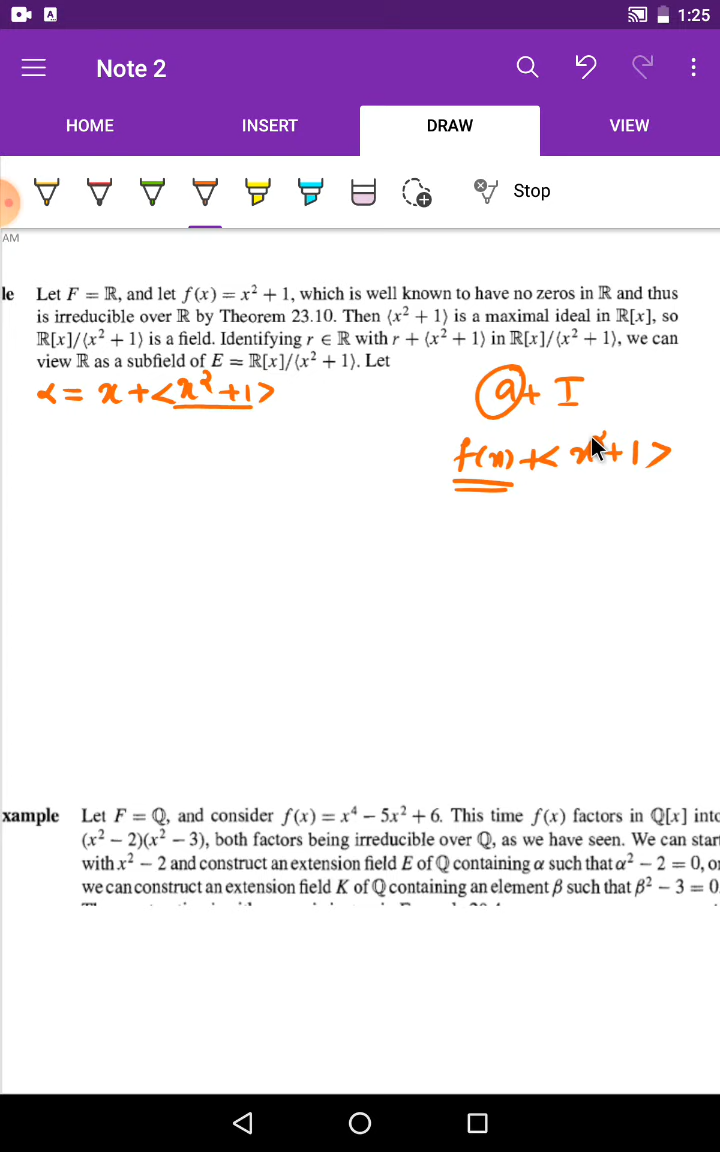 1:25
Note 2
HOME INSERT DRAW VIEW
Stop
AM
le Let F = ℝ, and let f(x) = x² + 1, which is well known to have no zeros in ℝ and thus
is irreducible over ℝ by Theorem 23.10. Then ⟨x² + 1⟩ is a maximal ideal in ℝ[x], so
ℝ[x]/⟨x² + 1⟩ is a field. Identifying r ∈ ℝ with r + ⟨x² + 1⟩ in ℝ[x]/⟨x² + 1⟩, we can
view ℝ as a subfield of E = ℝ[x]/⟨x² + 1⟩. Let
α = x + <x² + 1>
a + I
f(x) + < x² + 1 >
xample Let F = ℚ, and consider f(x) = x⁴ − 5x² + 6. This time f(x) factors in ℚ[x] into
(x² − 2)(x² − 3), both factors being irreducible over ℚ, as we have seen. We can start
with x² − 2 and construct an extension field E of ℚ containing α such that α² − 2 = 0, or
we can construct an extension field K of ℚ containing an element β such that β² − 3 = 0